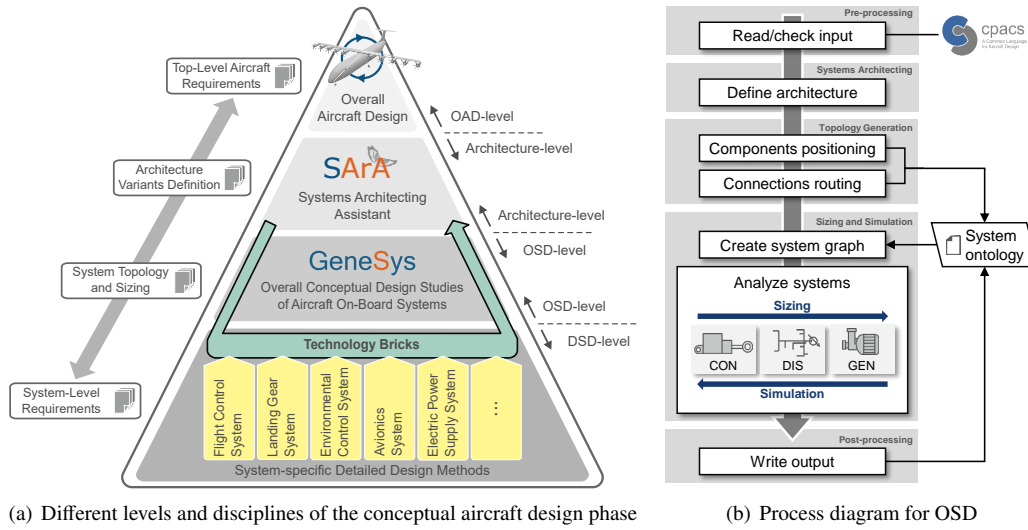 Top-Level Aircraft
Requirements
Architecture
Variants Definition
System Topology
and Sizing
System-Level
Requirements
Overall
Aircraft Design
SArA
Systems Architecting
Assistant
GeneSys
Overall Conceptual Design Studies
of Aircraft On-Board Systems
Technology Bricks
Flight Control
System
Landing Gear
System
Environmental
Control System
Avionics
System
Electric Power
Supply System
...
System-specific Detailed Design Methods
OAD-level
Architecture-level
Architecture-level
OSD-level
OSD-level
DSD-level
(a) Different levels and disciplines of the conceptual aircraft design phase
Pre-processing
Read/check input
cpacs
A Common Language
for Aircraft Design
Systems Architecting
Define architecture
Topology Generation
Components positioning
Connections routing
Sizing and Simulation
Create system graph
System
ontology
Analyze systems
Sizing
CON
DIS
GEN
Simulation
Post-processing
Write output
(b) Process diagram for OSD